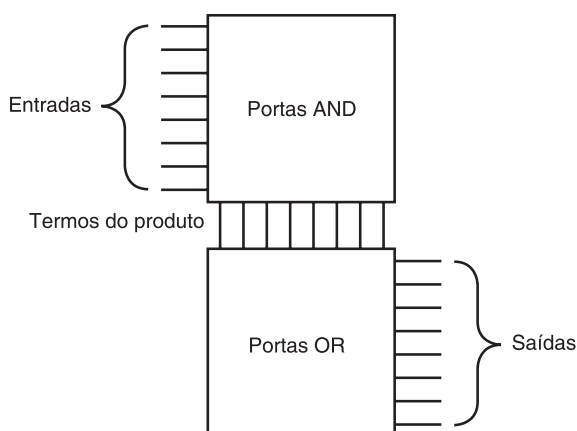 Portas AND
Entradas
Termos do produto
Portas OR
Saídas